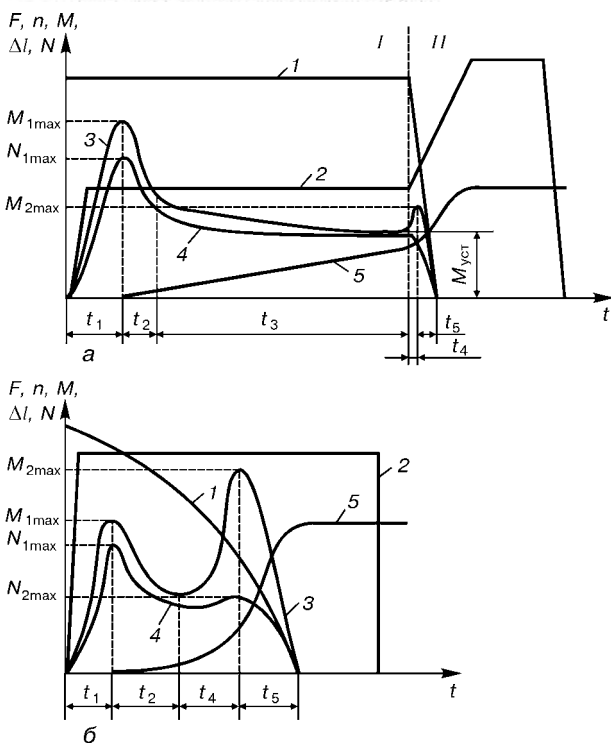 F, n, M,
Δl, N
I II
1
M1max
3
N1max
2
M2max
4
5
Mуст
t1 t2 t3 t5
t
а
t4
F, n, M,
Δl, N
M2max
2
1
5
M1max
N1max
N2max
3
4
t1 t2 t4 t5
t
б